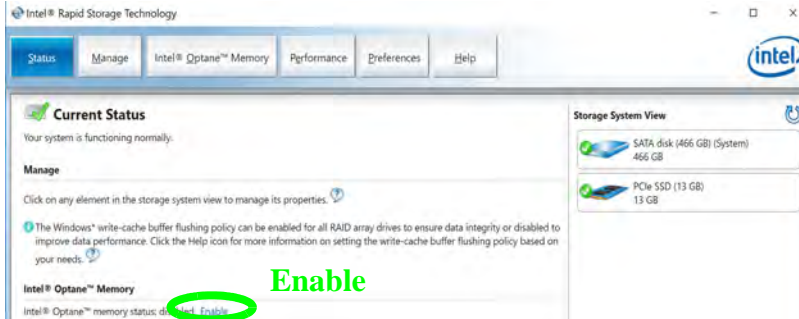 Intel® Rapid Storage Technology
Status Manage Intel® Optane™ Memory Performance Preferences Help
intel.
Current Status
Your system is functioning normally.
Manage
Click on any element in the storage system view to manage its properties.
The Windows* write-cache buffer flushing policy can be enabled for all RAID array drives to ensure data integrity or disabled to
improve data performance. Click the Help icon for more information on setting the write-cache buffer flushing policy based on
your needs.
Enable
Intel® Optane™ Memory
Intel® Optane™ memory status: disabled. Enable
Storage System View
SATA disk (466 GB) (System)
466 GB
PCIe SSD (13 GB)
13 GB